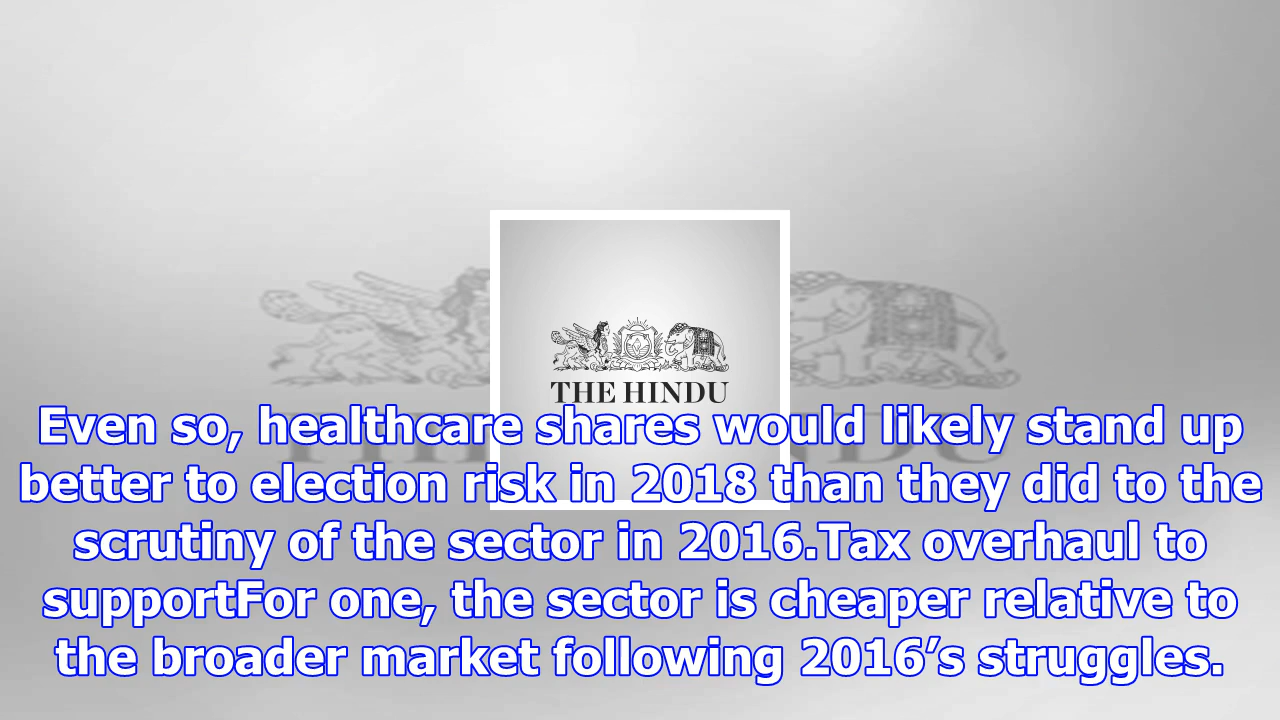 THE HINDU
Even so, healthcare shares would likely stand up
better to election risk in 2018 than they did to the
scrutiny of the sector in 2016.Tax overhaul to
supportFor one, the sector is cheaper relative to
the broader market following 2016’s struggles.